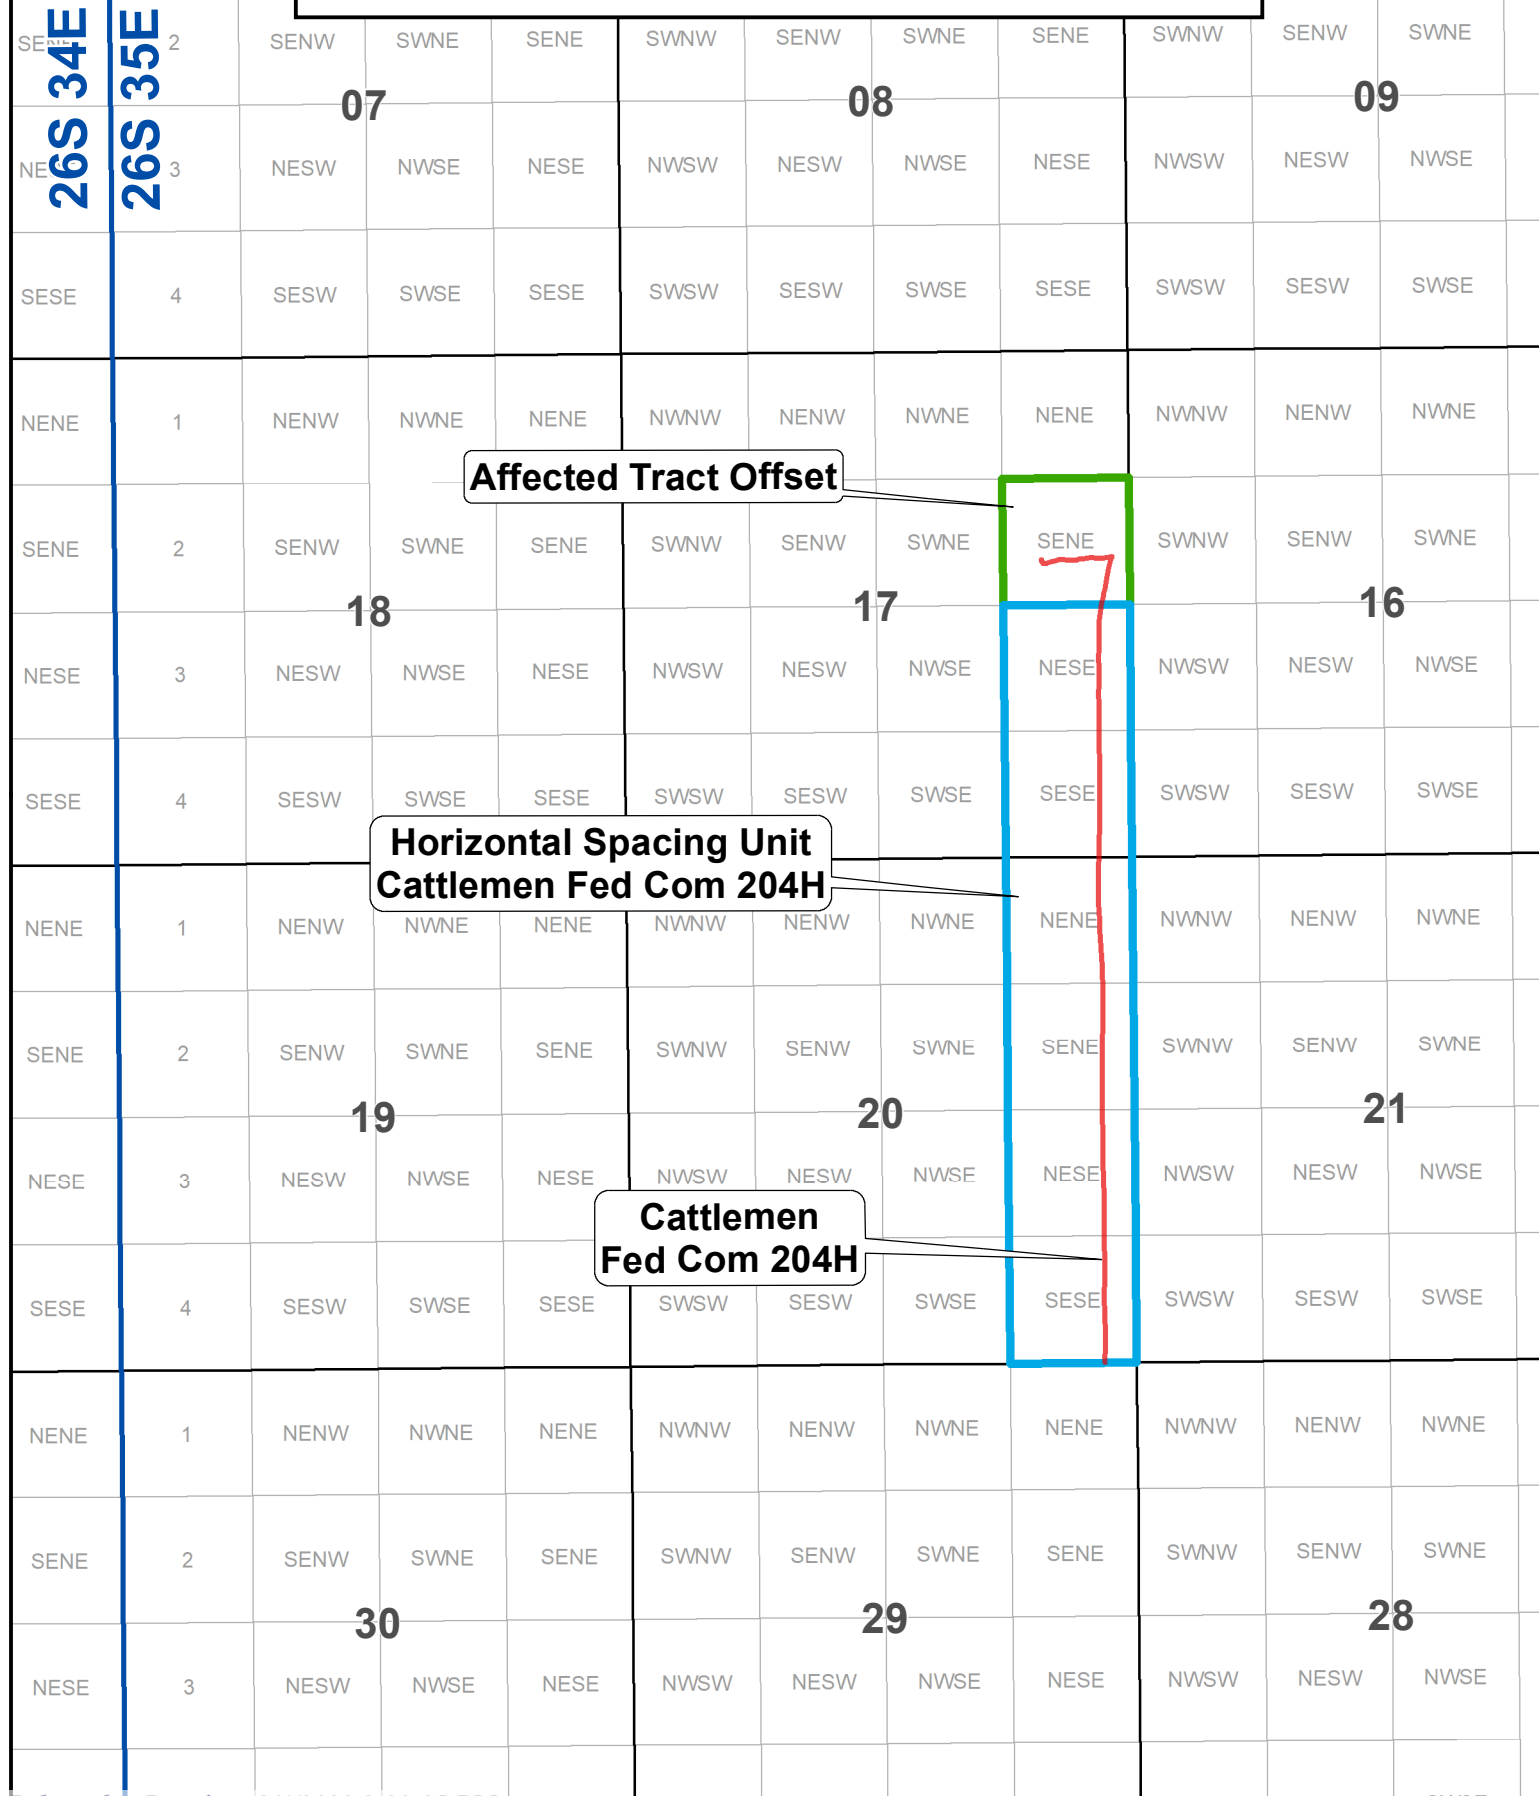 SENE 2 SENW SWNE SENE SWNW SENW SWNE SENE SWNW SENW SWNE
26S 34E
26S 35E
07 08 09
3 NESW NWSE NESE NWSW NESW NWSE NESE NWSW NESW NWSE
SESE 4 SESW SWSE SESE SWSW SESW SWSE SESE SWSW SESW SWSE
NENE 1 NENW NWNE NENE NWNW NENW NWNE NENE NWNW NENW NWNE
Affected Tract Offset
SENE 2 SENW SWNE SENE SWNW SENW SWNE SENE SWNW SENW SWNE
18 17 16
NESE 3 NESW NWSE NESE NWSW NESW NWSE NESE NWSW NESW NWSE
SESE 4 SESW SWSE SESE SWSW SESW SWSE SESE SWSW SESW SWSE
Horizontal Spacing Unit
Cattlemen Fed Com 204H
NENE 1 NENW NWNE NENE NWNW NENW NWNE NENE NWNW NENW NWNE
SENE 2 SENW SWNE SENE SWNW SENW SWNE SENE SWNW SENW SWNE
19 20 21
NESE 3 NESW NWSE NESE NWSW NESW NWSE NESE NWSW NESW NWSE
Cattlemen
Fed Com 204H
SESE 4 SESW SWSE SESE SWSW SESW SWSE SESE SWSW SESW SWSE
NENE 1 NENW NWNE NENE NWNW NENW NWNE NENE NWNW NENW NWNE
SENE 2 SENW SWNE SENE SWNW SENW SWNE SENE SWNW SENW SWNE
30 29 28
NESE 3 NESW NWSE NESE NWSW NESW NWSE NESE NWSW NESW NWSE